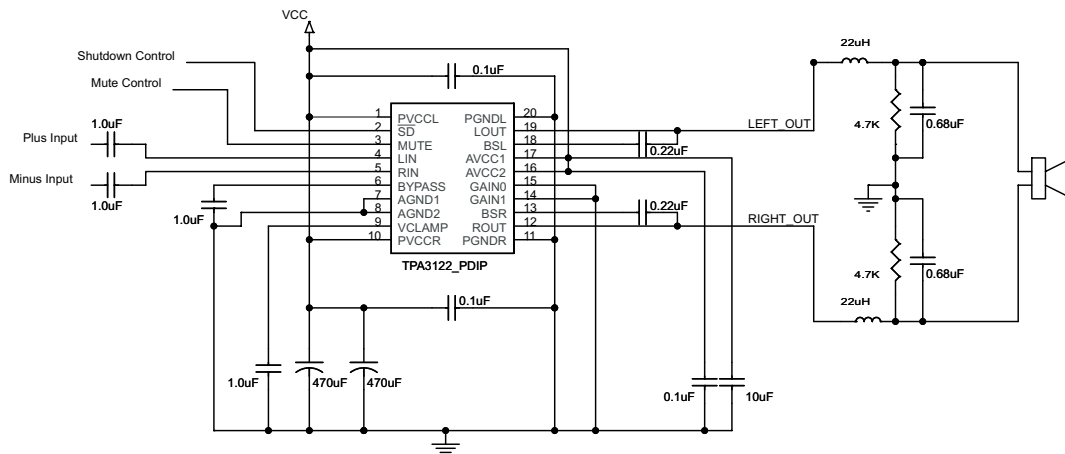 VCC
Shutdown Control
Mute Control
Plus Input
1.0uF
Minus Input
1.0uF
0.1uF
1 PVCCL
2 SD
3 MUTE
4 LIN
5 RIN
6 BYPASS
7 AGND1
8 AGND2
9 VCLAMP
10 PVCCR
PGNDL 20
LOUT 19
BSL 18
AVCC1 17
AVCC2 16
GAIN0 15
GAIN1 14
BSR 13
ROUT 12
PGNDR 11
TPA3122_PDIP
1.0uF
0.22uF
LEFT_OUT
0.22uF
RIGHT_OUT
22uH
4.7K
0.68uF
4.7K
0.68uF
22uH
0.1uF
1.0uF
470uF
470uF
0.1uF
10uF